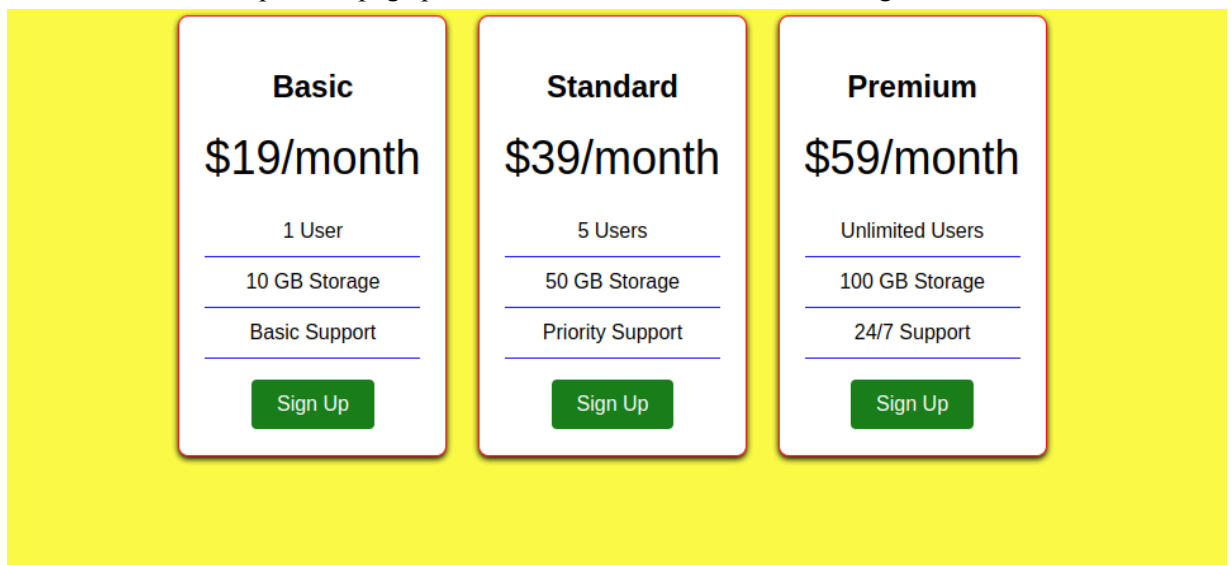 Basic
$19/month
1 User
10 GB Storage
Basic Support
Sign Up
Standard
$39/month
5 Users
50 GB Storage
Priority Support
Sign Up
Premium
$59/month
Unlimited Users
100 GB Storage
24/7 Support
Sign Up